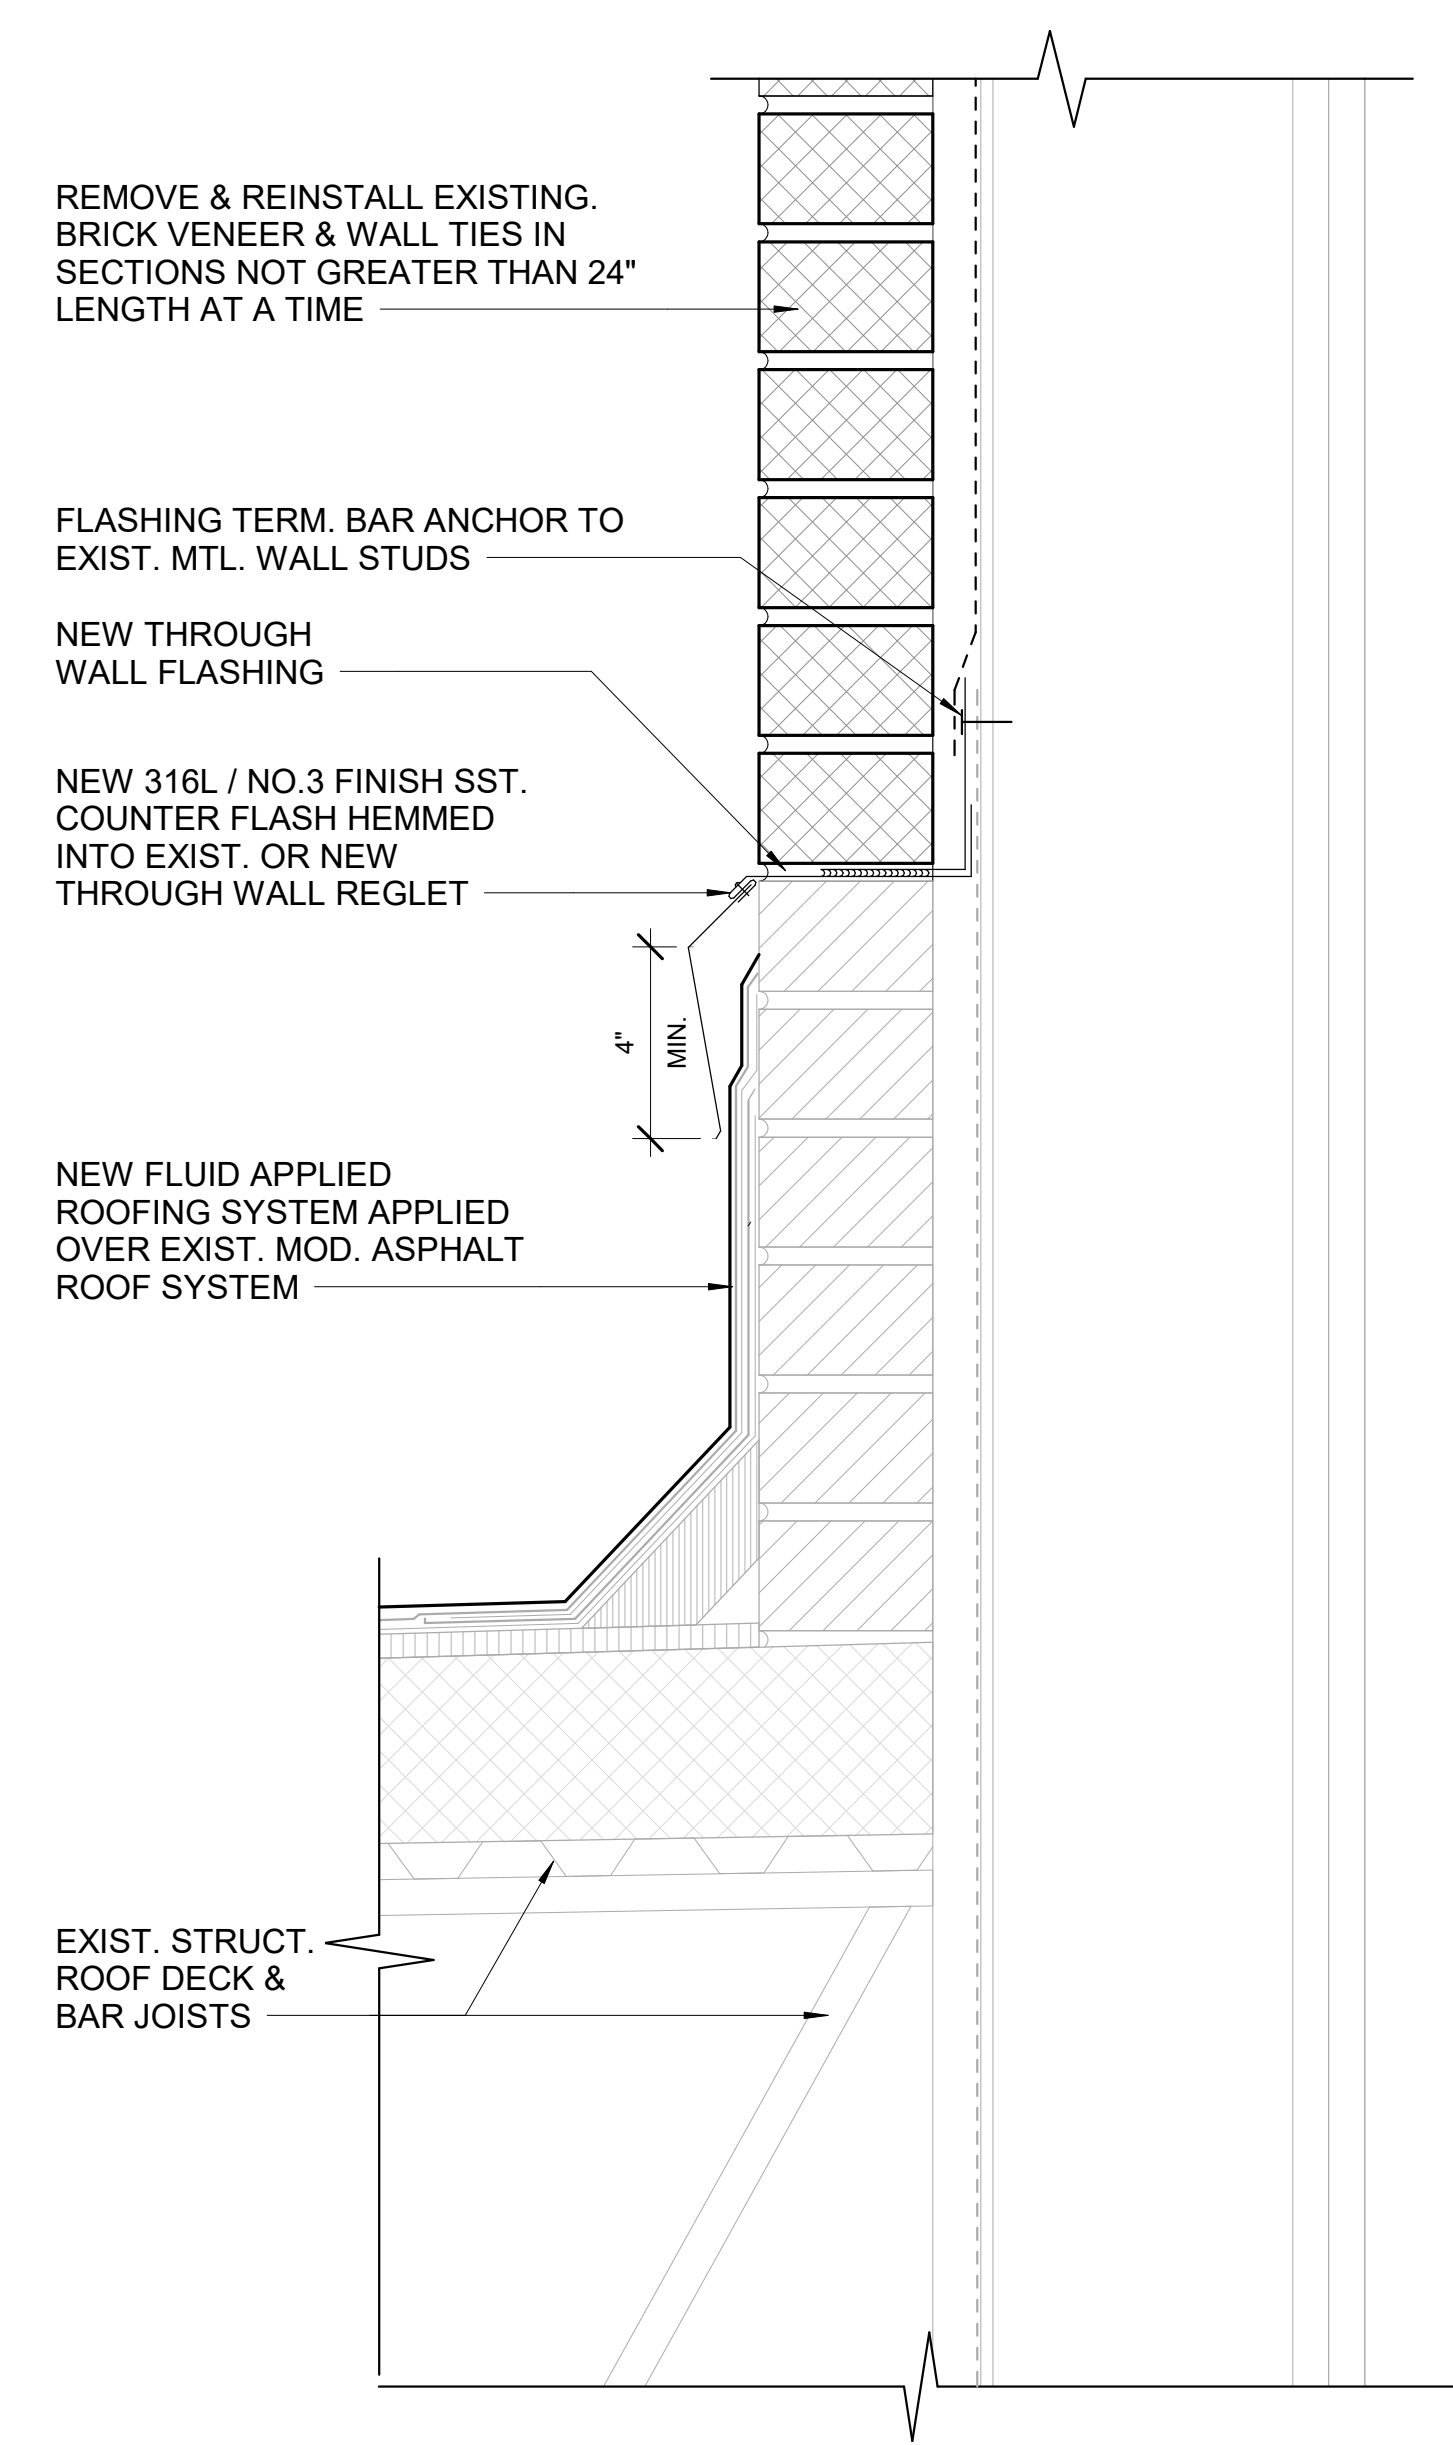 REMOVE & REINSTALL EXISTING.
BRICK VENEER & WALL TIES IN
SECTIONS NOT GREATER THAN 24"
LENGTH AT A TIME
FLASHING TERM. BAR ANCHOR TO
EXIST. MTL. WALL STUDS
NEW THROUGH
WALL FLASHING
NEW 316L / NO.3 FINISH SST.
COUNTER FLASH HEMMED
INTO EXIST. OR NEW
THROUGH WALL REGLET
4"
MIN.
NEW FLUID APPLIED
ROOFING SYSTEM APPLIED
OVER EXIST. MOD. ASPHALT
ROOF SYSTEM
EXIST. STRUCT.
ROOF DECK &
BAR JOISTS